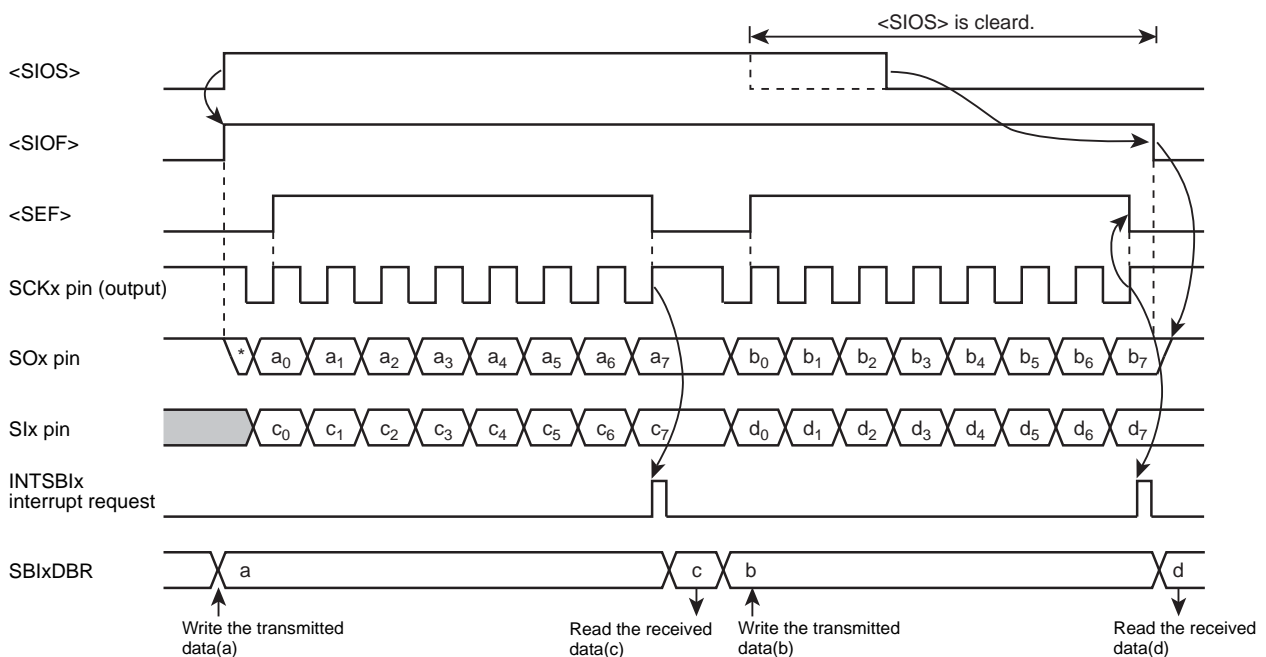 <SIOS> is cleard.
<SIOS>
<SIOF>
<SEF>
SCKx pin (output)
SOx pin
* a0 a1 a2 a3 a4 a5 a6 a7 b0 b1 b2 b3 b4 b5 b6 b7
SIx pin
c0 c1 c2 c3 c4 c5 c6 c7 d0 d1 d2 d3 d4 d5 d6 d7
INTSBIx
interrupt request
SBIxDBR
a c b d
Write the transmitted
data(a)
Read the received
data(c)
Write the transmitted
data(b)
Read the received
data(d)